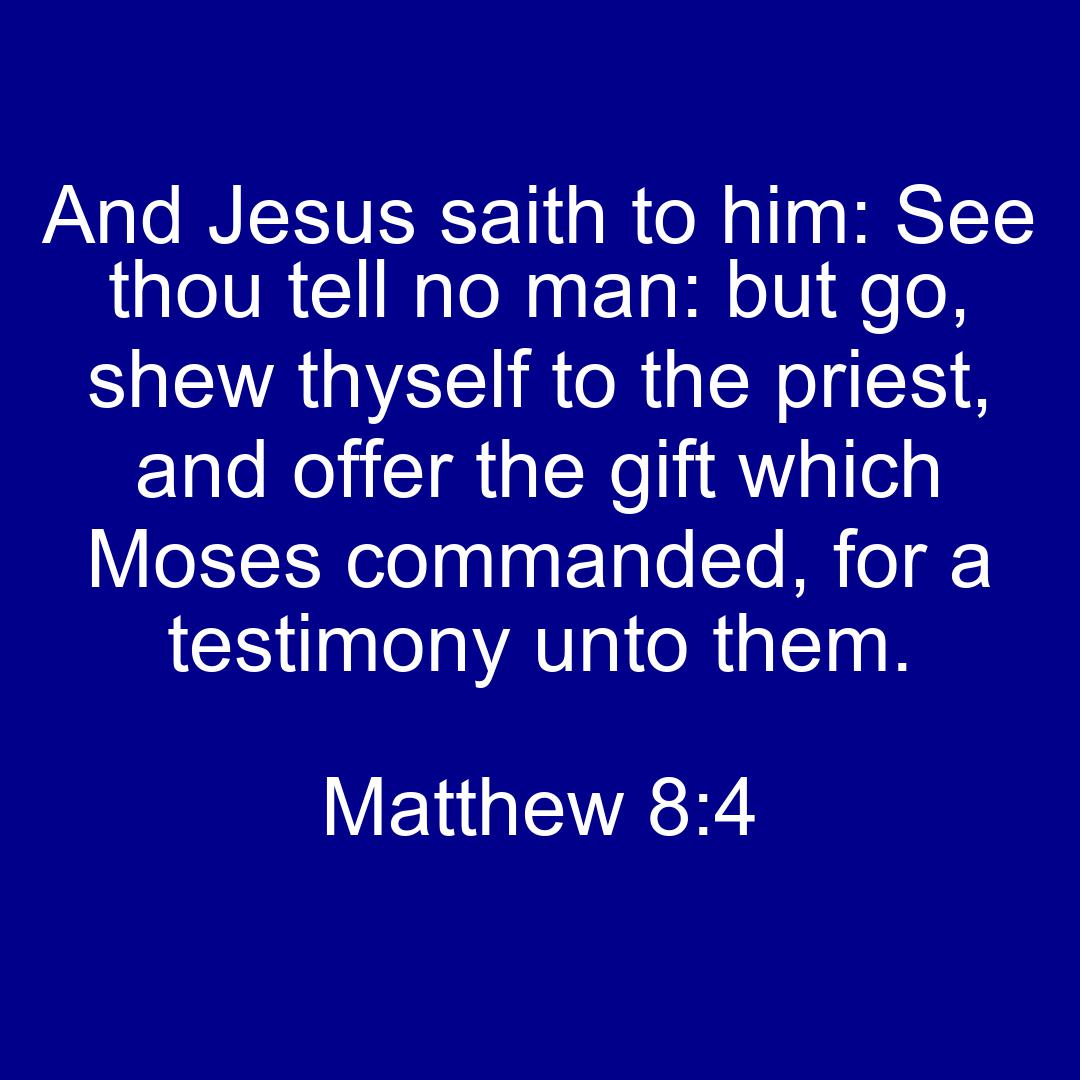 And Jesus saith to him: See
thou tell no man: but go,
shew thyself to the priest,
and offer the gift which
Moses commanded, for a
testimony unto them.
Matthew 8:4